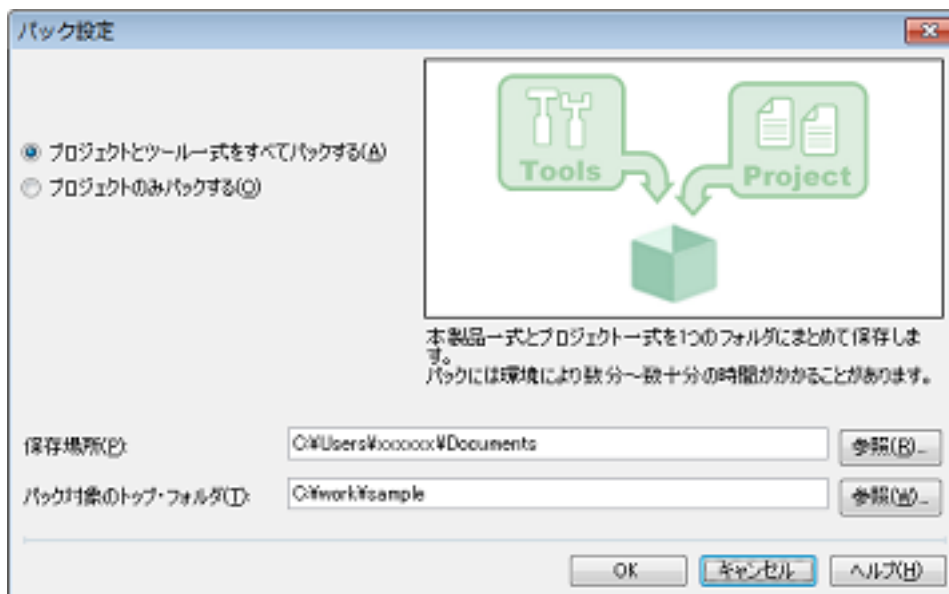 パック設定
プロジェクトとツール一式をすべてパックする(A)
プロジェクトのみパックする(O)
Tools
Project
本製品一式とプロジェクト一式を1つのフォルダにまとめて保存しま
す。
パックには環境により数分～数十分の時間がかかることがあります。
保存場所(P):
C:¥Users¥xxxxxx¥Documents
参照(R)...
パック対象のトップ・フォルダ(T):
C:¥work¥sample
参照(W)...
OK
キャンセル
ヘルプ(H)